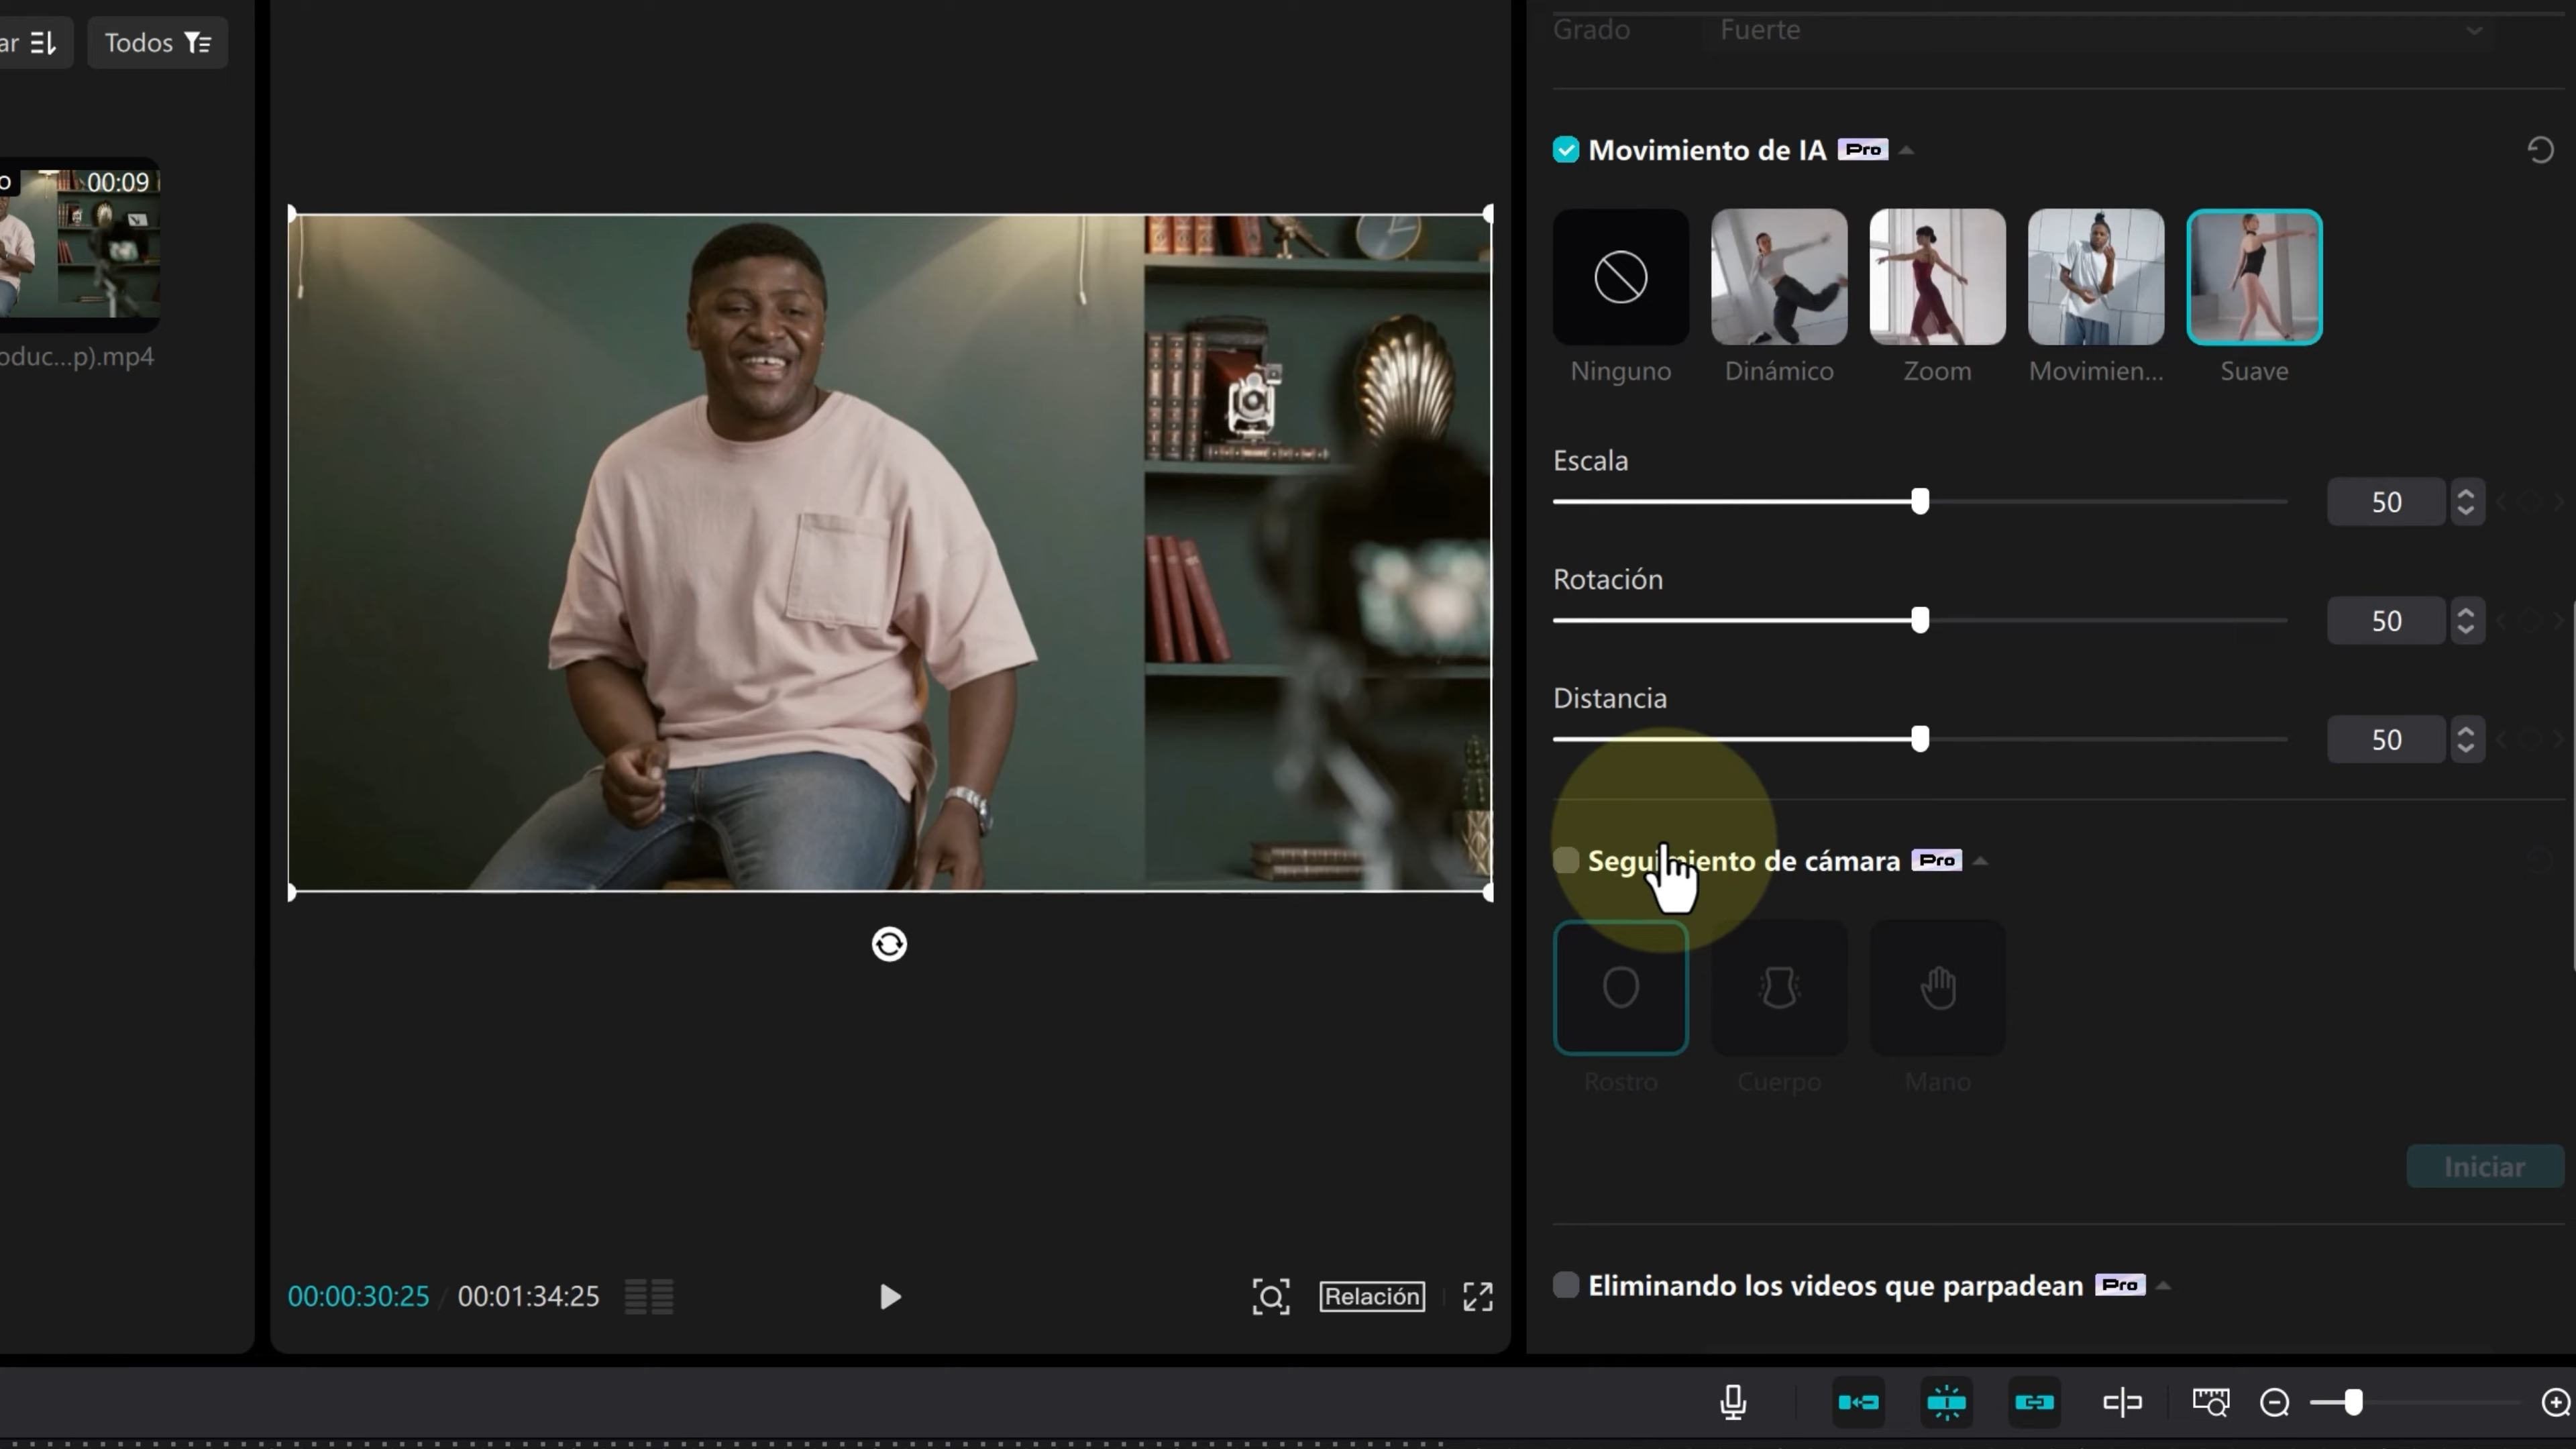 ar
Todos
00:09
oduc...p).mp4
Grado Fuerte
Movimiento de IA Pro
Ninguno Dinámico Zoom Movimien... Suave
Escala
50
Rotación
50
Distancia
50
Seguimiento de cámara Pro
Rostro Cuerpo Mano
Iniciar
Eliminando los videos que parpadean Pro
00:00:30:25 / 00:01:34:25
Relación